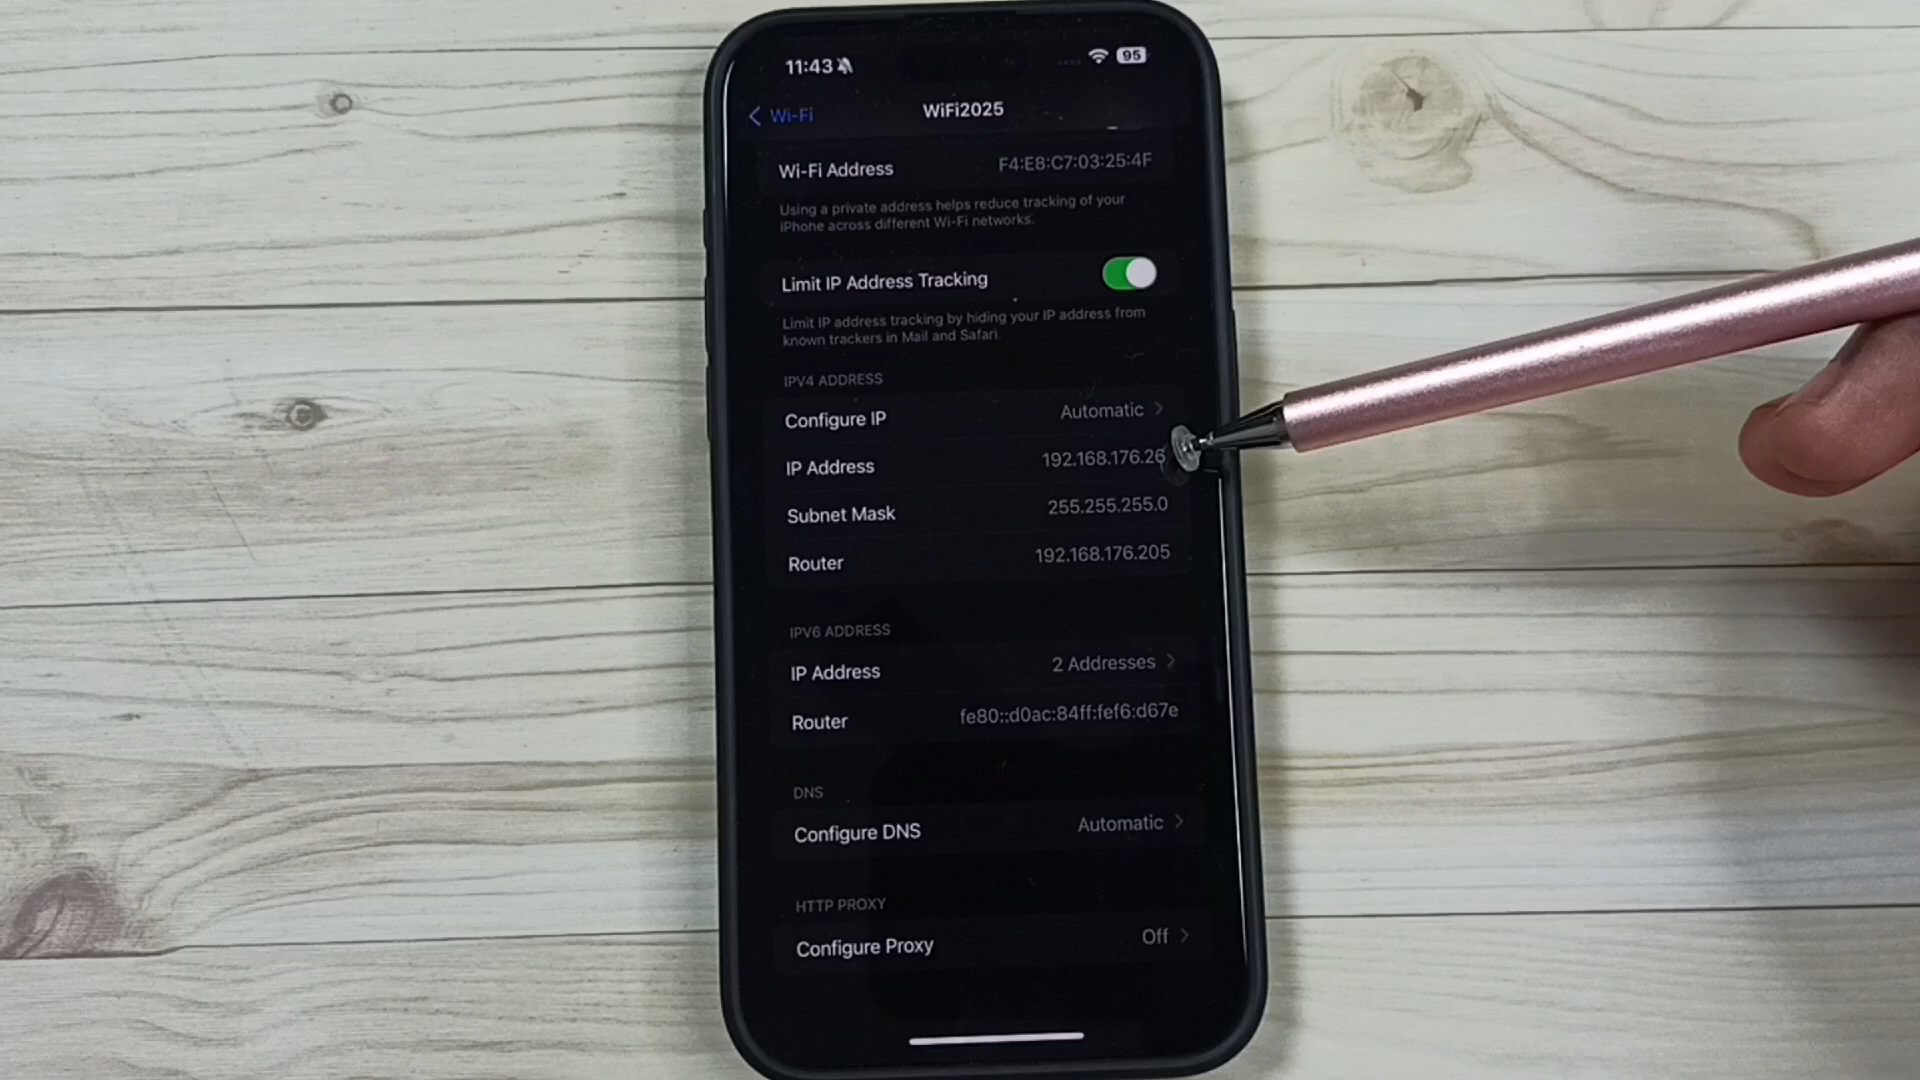 11:43
95
Wi-Fi
WiFi2025
Wi-Fi Address F4:E8:C7:03:25:4F
Using a private address helps reduce tracking of your
iPhone across different Wi-Fi networks.
Limit IP Address Tracking
Limit IP address tracking by hiding your IP address from
known trackers in Mail and Safari.
IPV4 ADDRESS
Configure IP Automatic
IP Address 192.168.176.26
Subnet Mask 255.255.255.0
Router 192.168.176.205
IPV6 ADDRESS
IP Address 2 Addresses
Router fe80::d0ac:84ff:fef6:d67e
DNS
Configure DNS Automatic
HTTP PROXY
Configure Proxy Off